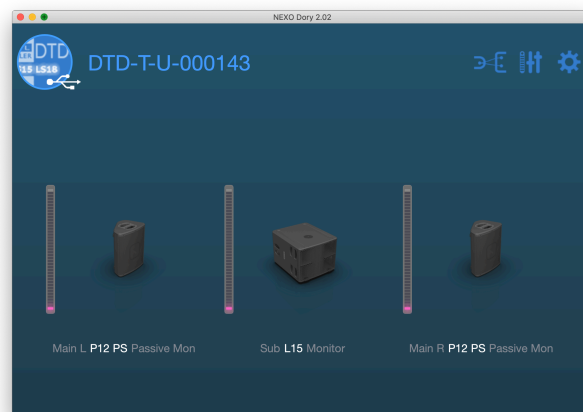 NEXO Dory 2.02
DTD
15 LS18
DTD-T-U-000143
Main L P12 PS Passive Mon
Sub L15 Monitor
Main R P12 PS Passive Mon